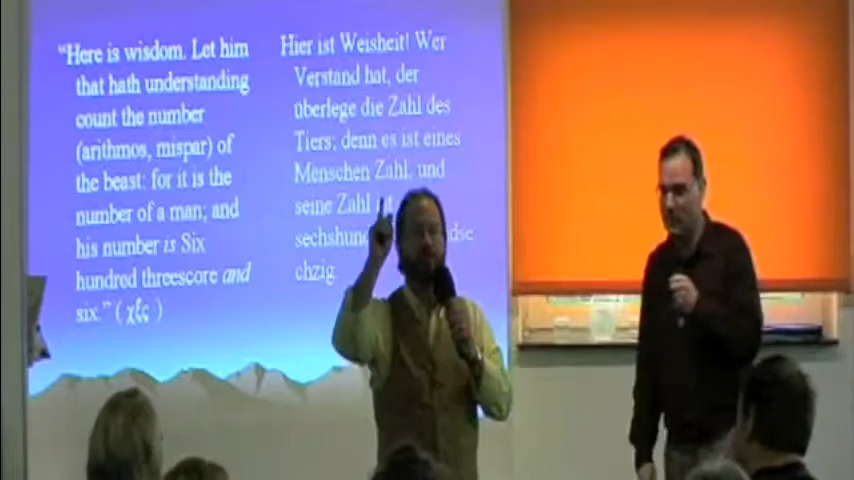 “Here is wisdom. Let him
that hath understanding
count the number
(arithmos, mispar) of
the beast: for it is the
number of a man; and
his number is Six
hundred threescore and
six.” ( χξς )
Hier ist Weisheit! Wer
Verstand hat, der
überlege die Zahl des
Tiers; denn es ist eines
Menschen Zahl, und
seine Zahl
chzig.